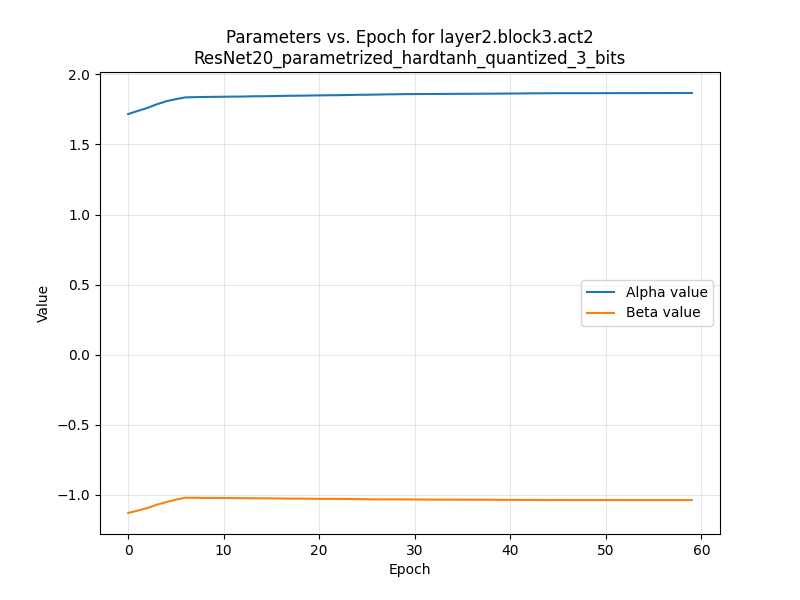 Parameters vs. Epoch for layer2.block3.act2
ResNet20_parametrized_hardtanh_quantized_3_bits
2.0
1.5
1.0
0.5
0.0
−0.5
−1.0
Value
Alpha value
Beta value
0 10 20 30 40 50 60
Epoch